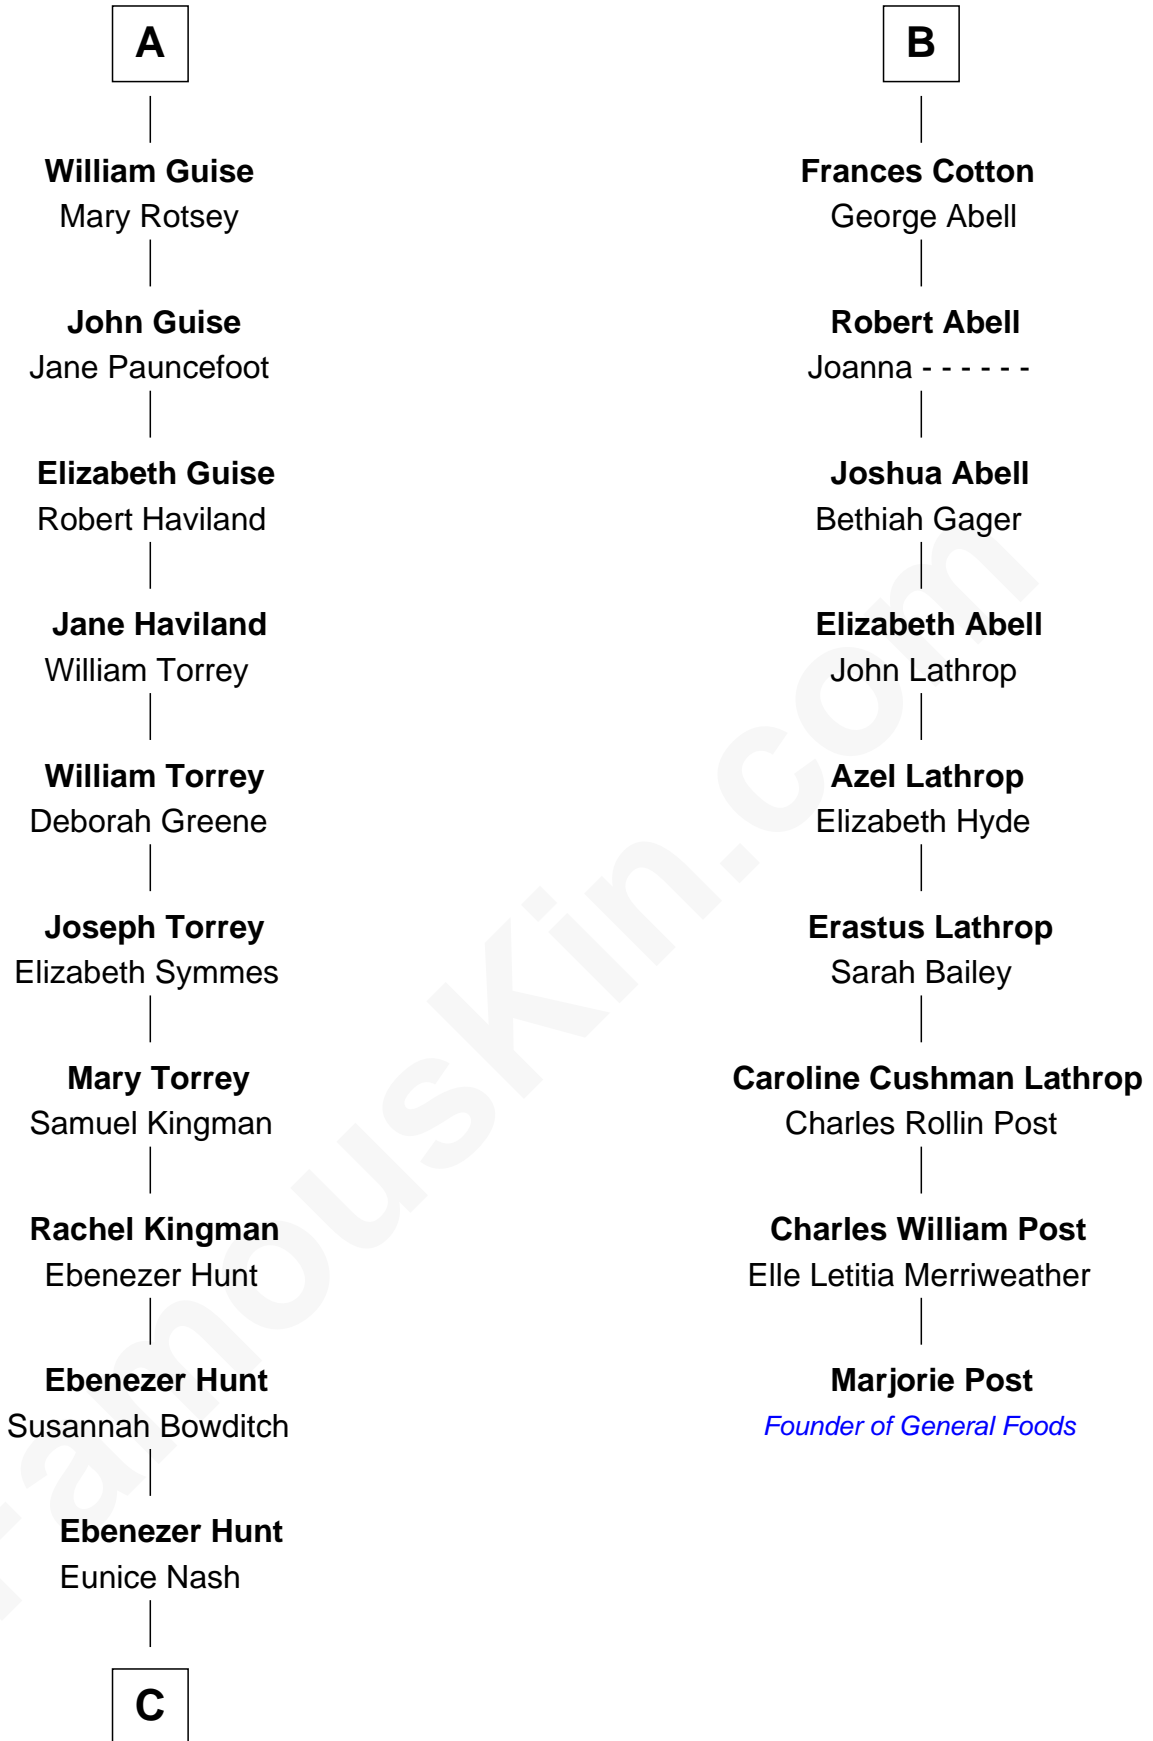 A
William Guise
Mary Rotsey
John Guise
Jane Pauncefoot
Elizabeth Guise
Robert Haviland
Jane Haviland
William Torrey
William Torrey
Deborah Greene
Joseph Torrey
Elizabeth Symmes
Mary Torrey
Samuel Kingman
Rachel Kingman
Ebenezer Hunt
Ebenezer Hunt
Susannah Bowditch
Ebenezer Hunt
Eunice Nash
C
B
Frances Cotton
George Abell
Robert Abell
Joanna - - - - - -
Joshua Abell
Bethiah Gager
Elizabeth Abell
John Lathrop
Azel Lathrop
Elizabeth Hyde
Erastus Lathrop
Sarah Bailey
Caroline Cushman Lathrop
Charles Rollin Post
Charles William Post
Elle Letitia Merriweather
Marjorie Post
Founder of General Foods
FamousKin.com